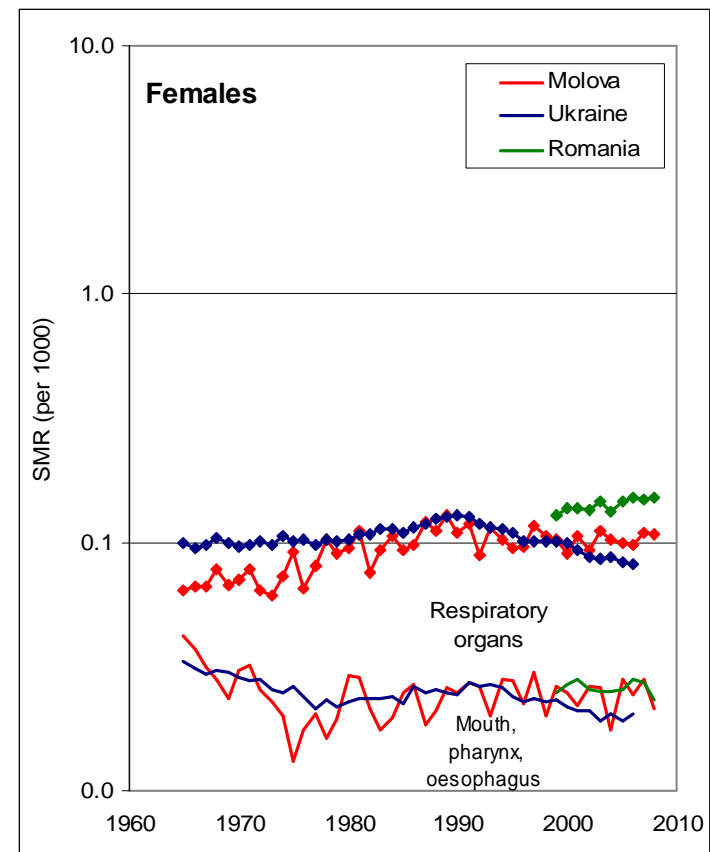 10.0
Females
Molova
Ukraine
Romania
1.0
SMR (per 1000)
0.1
Respiratory
organs
Mouth,
pharynx,
oesophagus
0.0
1960 1970 1980 1990 2000 2010